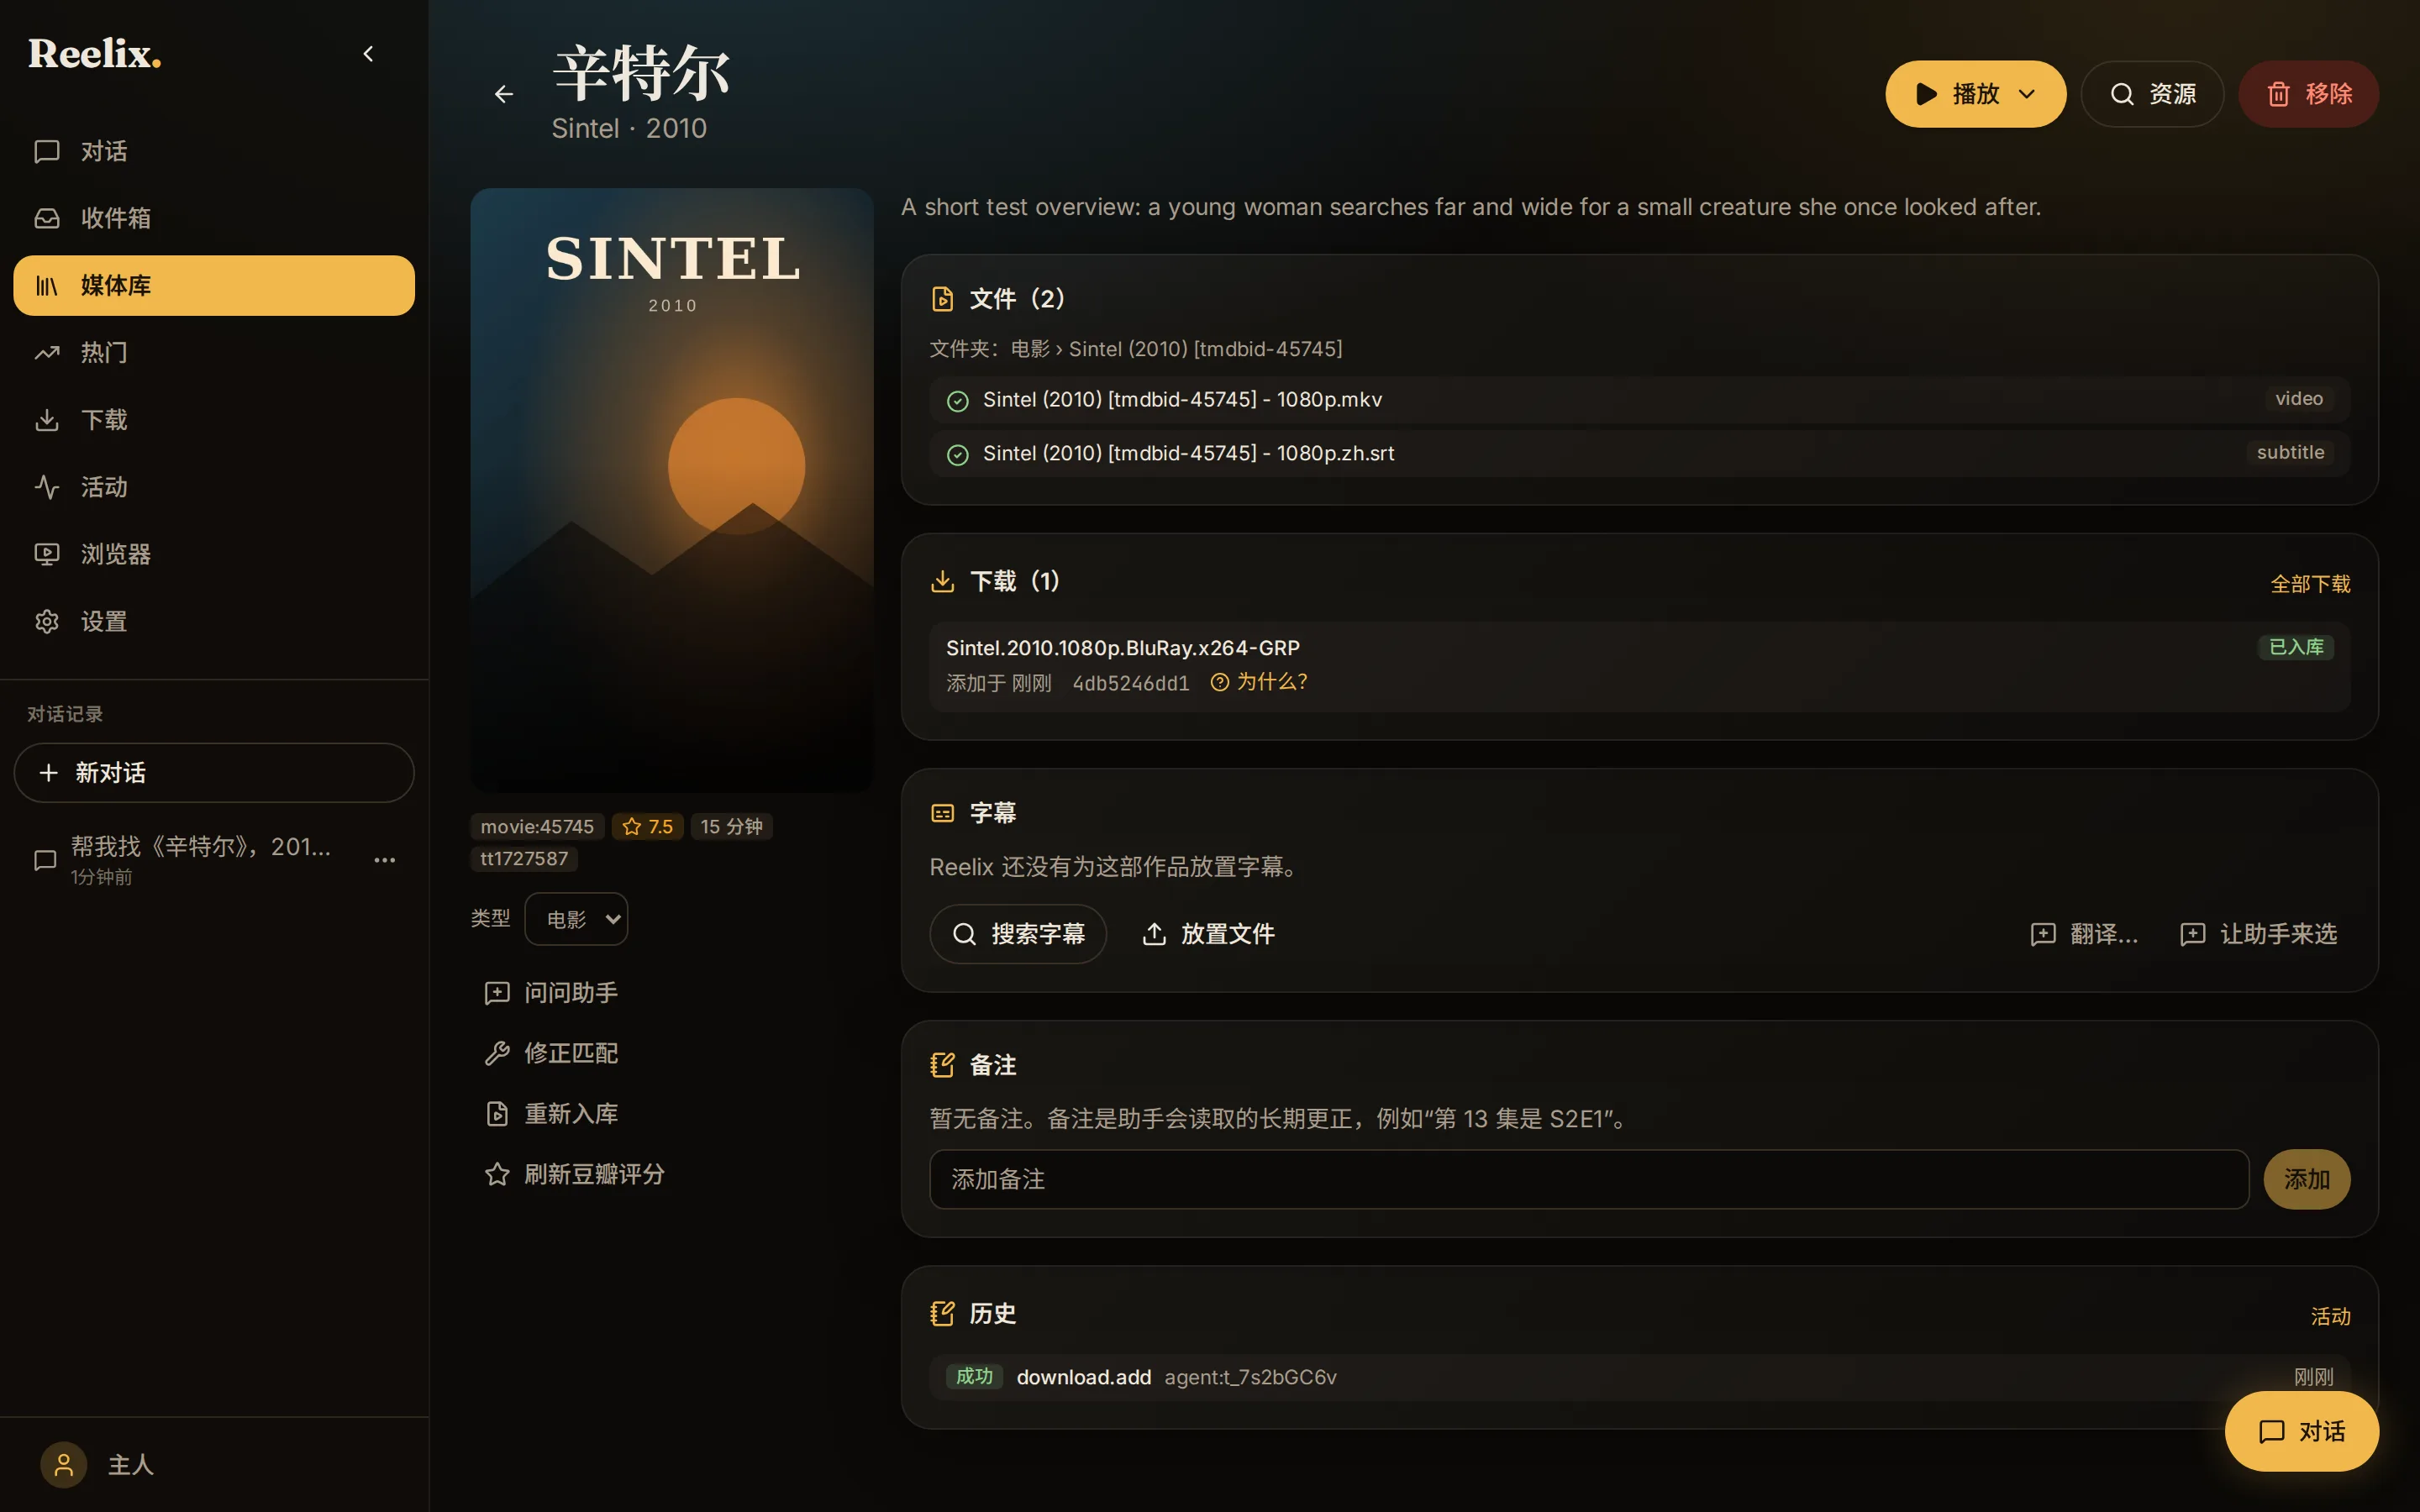 Reelix.
对话
收件箱
媒体库
热门
下载
活动
浏览器
设置
对话记录
新对话
帮我找《辛特尔》，201...
1分钟前
主人
辛特尔
Sintel · 2010
播放
资源
移除
SINTEL
2010
movie:45745
7.5
15 分钟
tt1727587
类型
电影
问问助手
修正匹配
重新入库
刷新豆瓣评分
A short test overview: a young woman searches far and wide for a small creature she once looked after.
文件（2）
文件夹：电影 › Sintel (2010) [tmdbid-45745]
Sintel (2010) [tmdbid-45745] - 1080p.mkv
video
Sintel (2010) [tmdbid-45745] - 1080p.zh.srt
subtitle
下载（1）
全部下载
Sintel.2010.1080p.BluRay.x264-GRP
已入库
添加于 刚刚 4db5246dd1 为什么？
字幕
Reelix 还没有为这部作品放置字幕。
搜索字幕
放置文件
翻译...
让助手来选
备注
暂无备注。备注是助手会读取的长期更正，例如“第 13 集是 S2E1”。
添加备注
添加
历史
活动
成功 download.add agent:t_7s2bGC6v
刚刚
对话